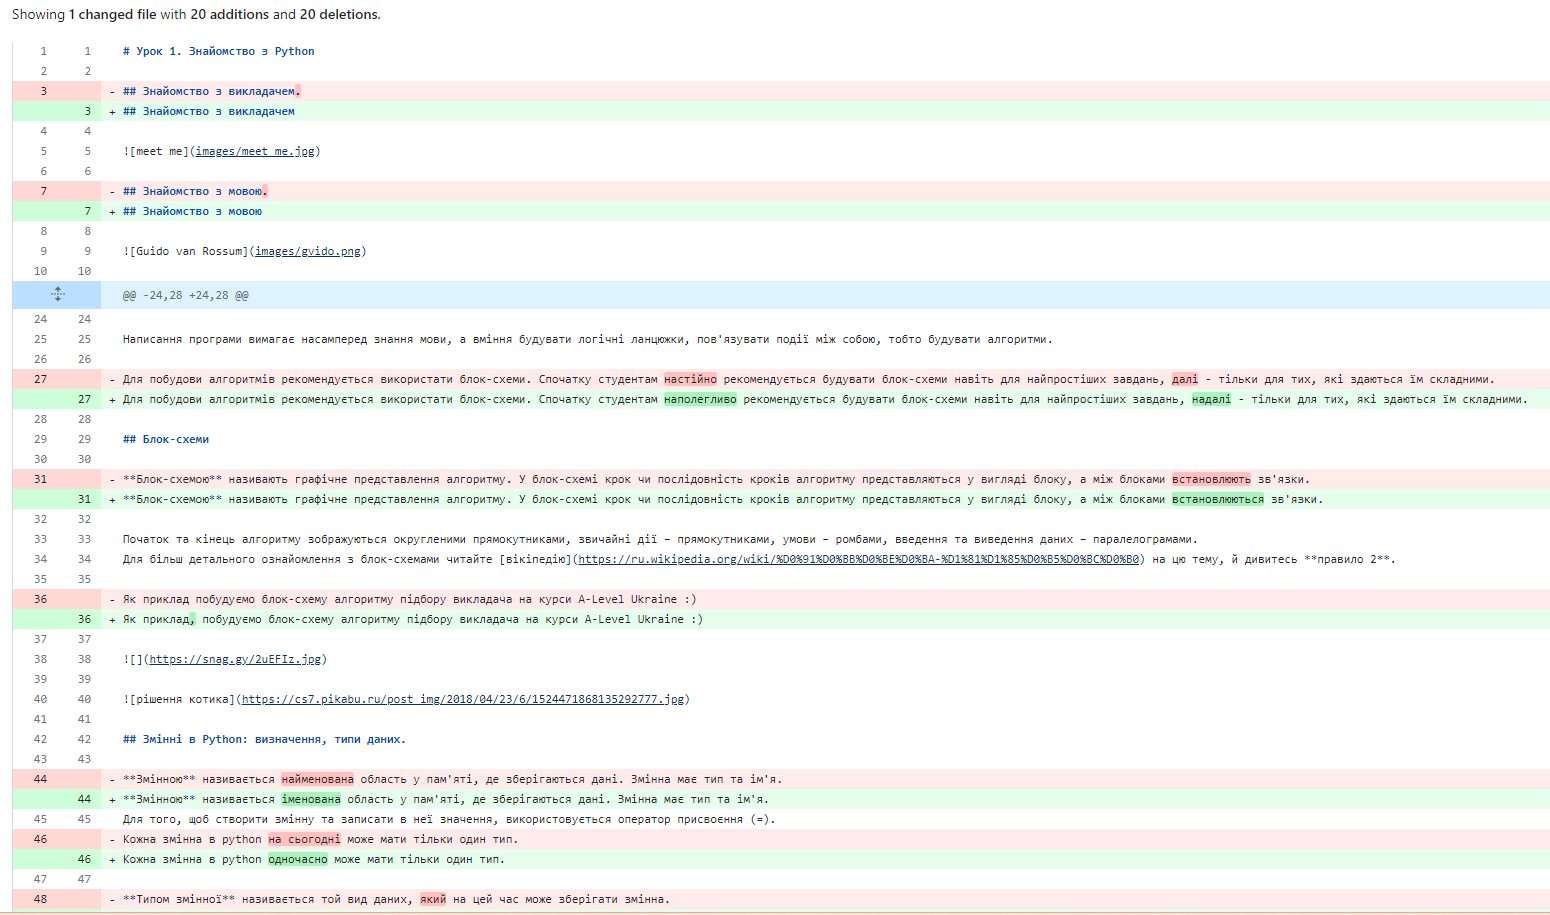 Showing 1 changed file with 20 additions and 20 deletions.
1 1 # Урок 1. Знайомство з Python
2 2
3 - ## Знайомство з викладачем.
3 + ## Знайомство з викладачем
4 4
5 5 ![meet me](images/meet_me.jpg)
6 6
7 - ## Знайомство з мовою.
7 + ## Знайомство з мовою
8 8
9 9 ![Guido van Rossum](images/gvido.png)
10 10
@@ -24,28 +24,28 @@
24 24
25 25 Написання програми вимагає насамперед знання мови, а вміння будувати логічні ланцюжки, пов'язувати події між собою, тобто будувати алгоритми.
26 26
27 - Для побудови алгоритмів рекомендується використати блок-схеми. Спочатку студентам настійно рекомендується будувати блок-схеми навіть для найпростіших завдань, далі - тільки для тих, які здаються їм складними.
27 + Для побудови алгоритмів рекомендується використати блок-схеми. Спочатку студентам наполегливо рекомендується будувати блок-схеми навіть для найпростіших завдань, надалі - тільки для тих, які здаються їм складними.
28 28
29 29 ## Блок-схеми
30 30
31 - **Блок-схемою** називають графічне представлення алгоритму. У блок-схемі крок чи послідовність кроків алгоритму представляються у вигляді блоку, а між блоками встановлюють зв'язки.
31 + **Блок-схемою** називають графічне представлення алгоритму. У блок-схемі крок чи послідовність кроків алгоритму представляються у вигляді блоку, а між блоками встановлюються зв'язки.
32 32
33 33 Початок та кінець алгоритму зображуються округленими прямокутниками, звичайні дії – прямокутниками, умови – ромбами, введення та виведення даних – паралелограмами.
34 34 Для більш детального ознайомлення з блок-схемами читайте [вікіпедію](https://ru.wikipedia.org/wiki/%D0%91%D0%BB%D0%BE%D0%BA-%D1%81%D1%85%D0%B5%D0%BC%D0%B0) на цю тему, й дивитесь **правило 2**.
35 35
36 - Як приклад побудуємо блок-схему алгоритму підбору викладача на курси A-Level Ukraine :)
36 + Як приклад, побудуємо блок-схему алгоритму підбору викладача на курси A-Level Ukraine :)
37 37
38 38 ![](https://snag.gy/2uEFIz.jpg)
39 39
40 40 ![рішення котика](https://cs7.pikabu.ru/post_img/2018/04/23/6/1524471868135292777.jpg)
41 41
42 42 ## Змінні в Python: визначення, типи даних.
43 43
44 - **Змінною** називається найменована область у пам'яті, де зберігаються дані. Змінна має тип та ім'я.
44 + **Змінною** називається іменована область у пам'яті, де зберігаються дані. Змінна має тип та ім'я.
45 45 Для того, щоб створити змінну та записати в неї значення, використовується оператор присвоєння (=).
46 - Кожна змінна в python на сьогодні може мати тільки один тип.
46 + Кожна змінна в python одночасно може мати тільки один тип.
47 47
48 - **Типом змінної** називається той вид даних, який на цей час може зберігати змінна.